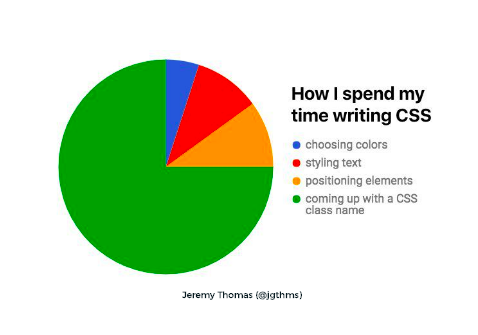 How I spend my
time writing CSS
choosing colors
styling text
positioning elements
coming up with a CSS
class name
Jeremy Thomas (@jgthms)